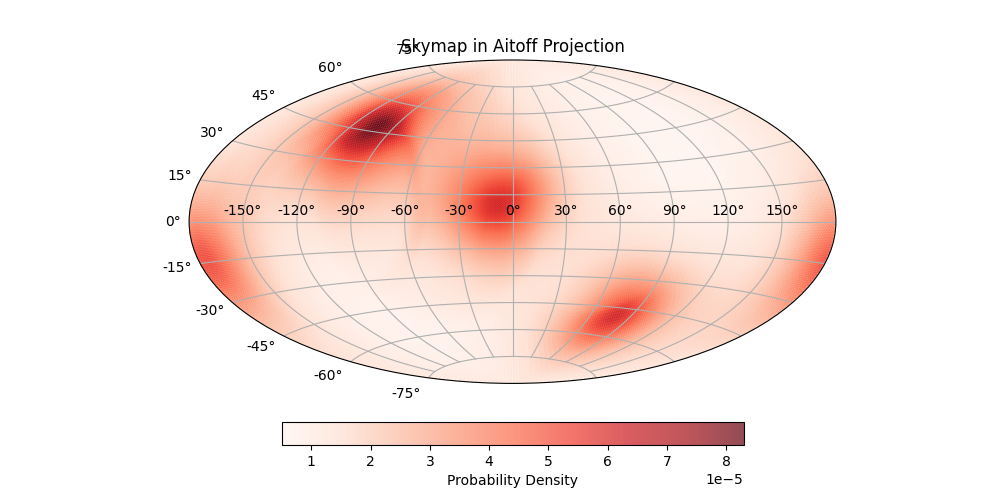 Skymap in Aitoff Projection
75°
60°
45°
30°
15°
-150° -120° -90° -60° -30° 0° 30° 60° 90° 120° 150°
0°
-15°
-30°
-45°
-60°
-75°
1 2 3 4 5 6 7 8
1e−5
Probability Density